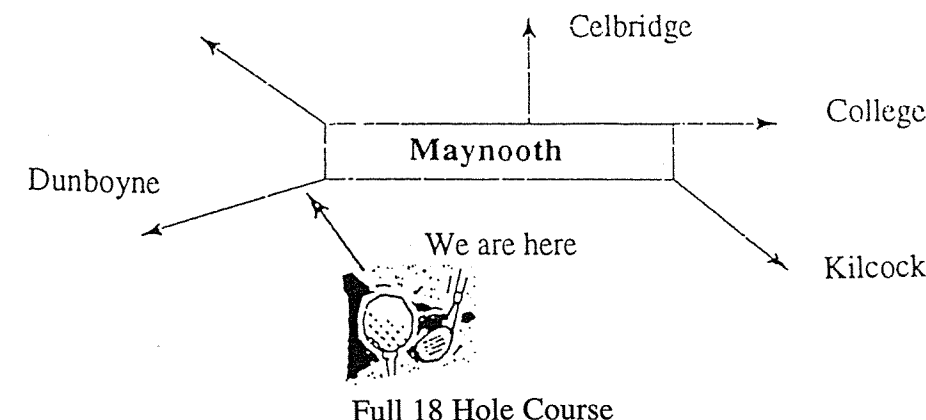 Celbridge
College
Maynooth
Dunboyne
We are here
Kilcock
Full 18 Hole Course